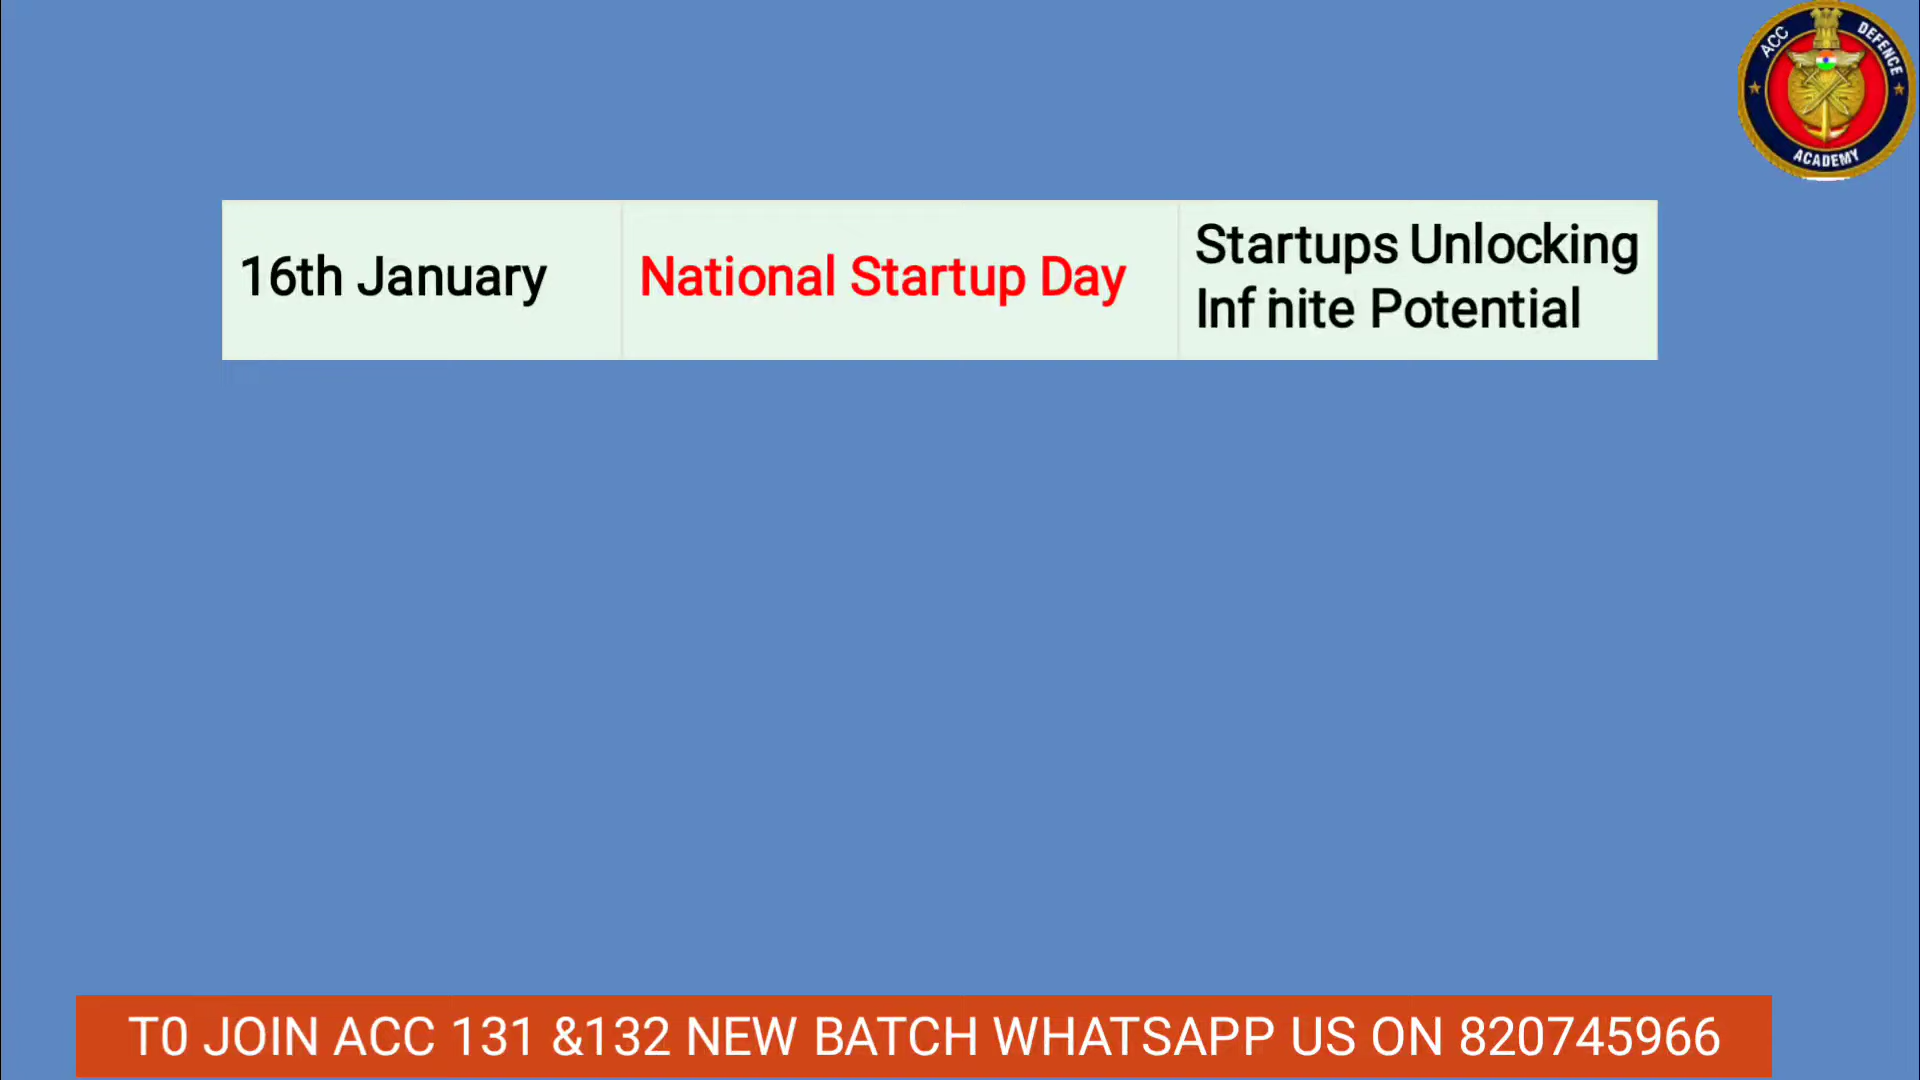 ACC DEFENCE
ACADEMY
16th January
National Startup Day
Startups Unlocking
Inf nite Potential
T0 JOIN ACC 131 &132 NEW BATCH WHATSAPP US ON 820745966